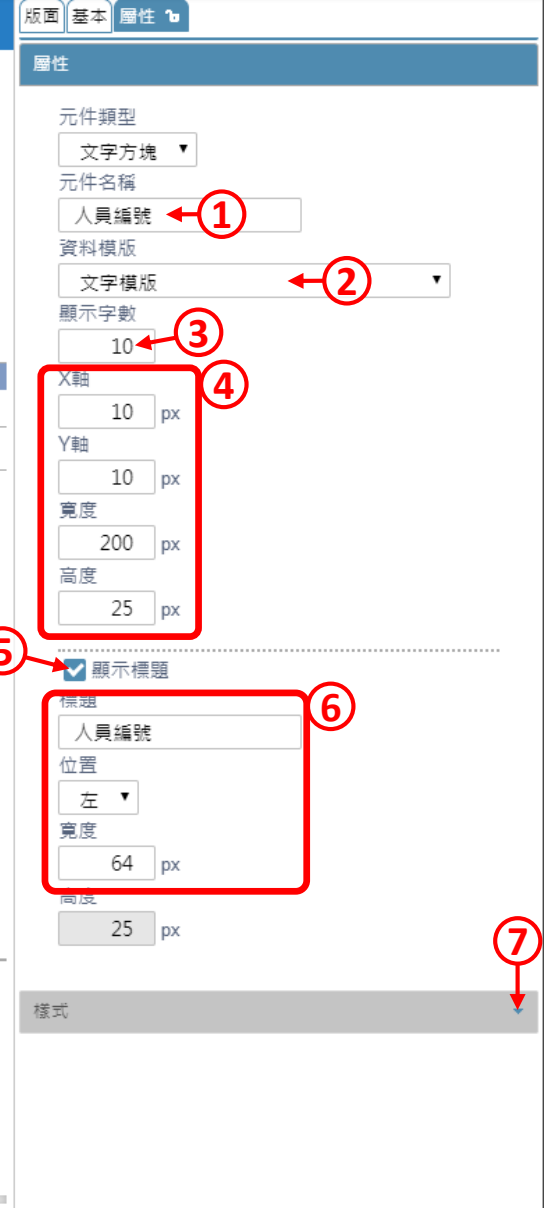 版面 基本 屬性
屬性
元件類型
文字方塊
元件名稱
人員編號 1
資料模版
文字模版 2
顯示字數
10 3
X軸 4
10 px
Y軸
10 px
寬度
200 px
高度
25 px
5 顯示標題
標題 6
人員編號
位置
左
寬度
64 px
高度
25 px
7
樣式